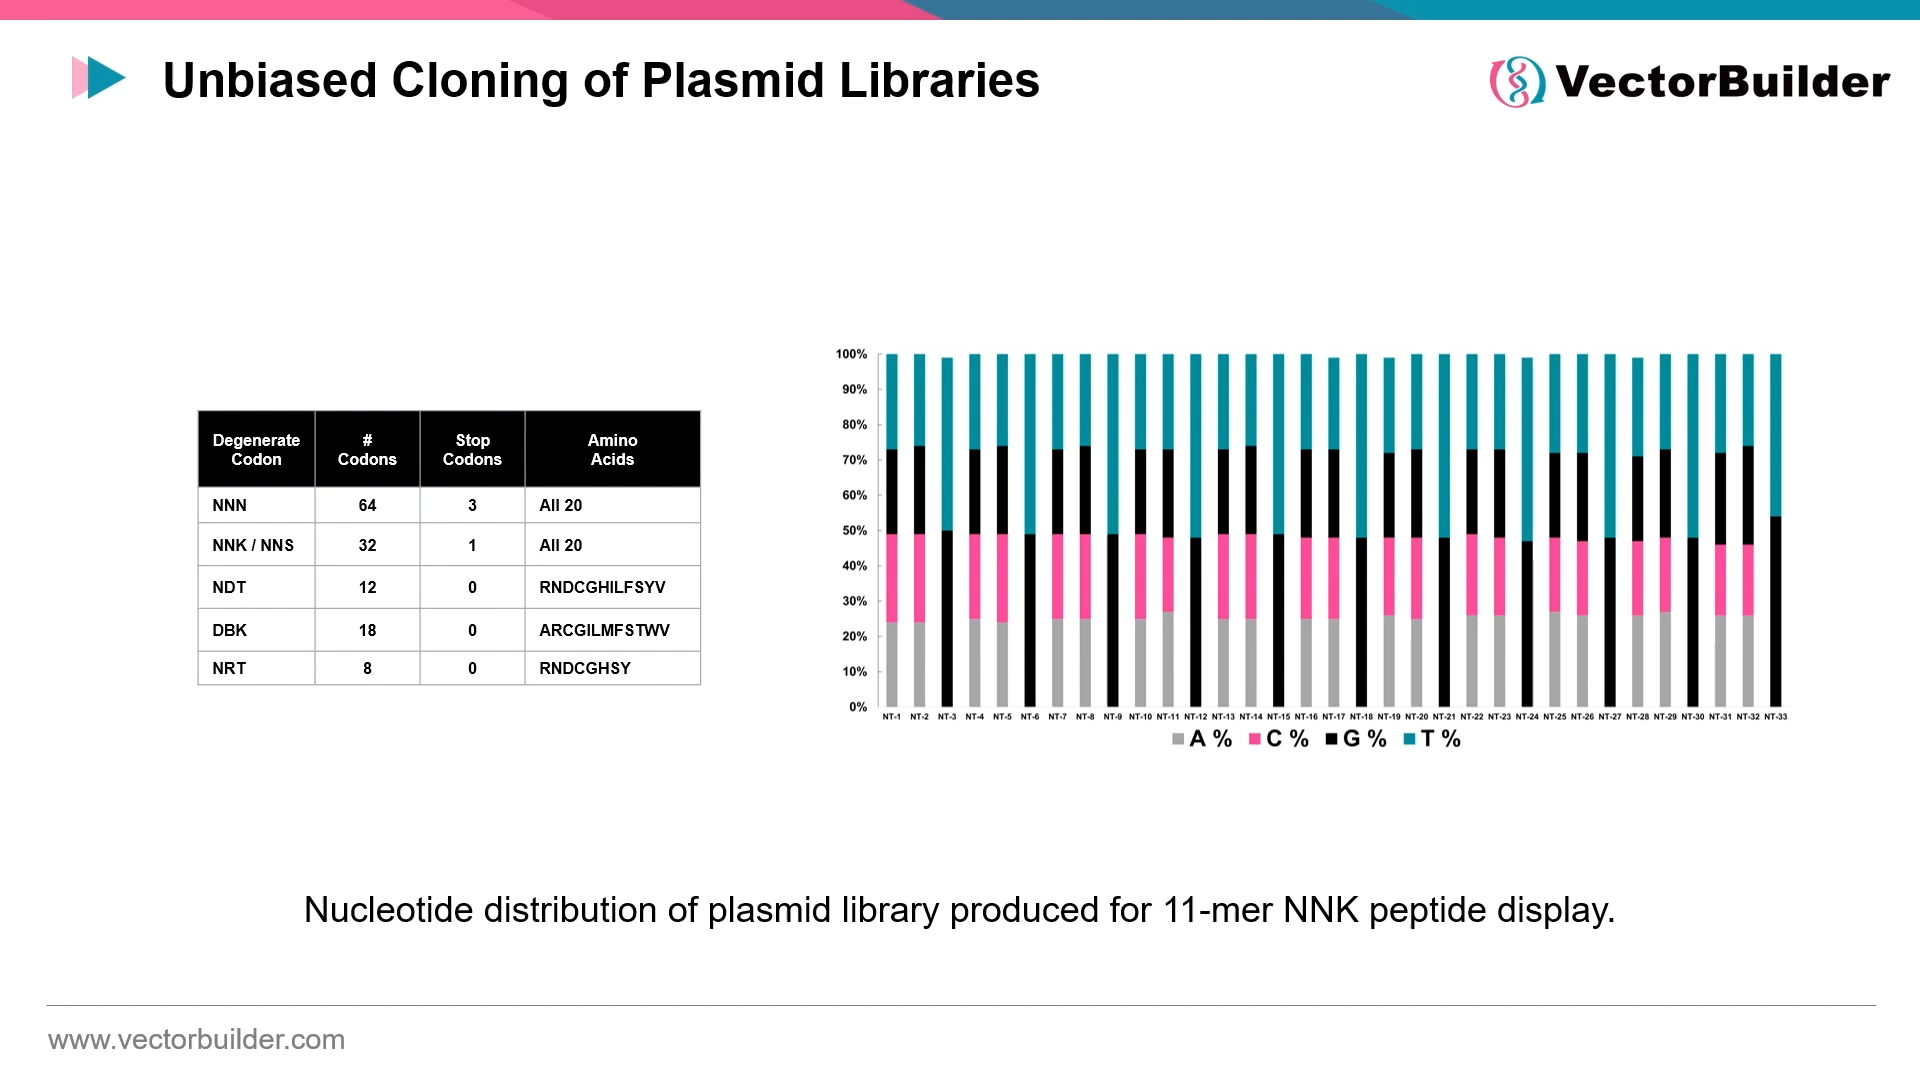 Unbiased Cloning of Plasmid Libraries
VectorBuilder
Degenerate Codon # Codons Stop Codons Amino Acids
NNN 64 3 All 20
NNK / NNS 32 1 All 20
NDT 12 0 RNDCGHILFSYV
DBK 18 0 ARCGILMFSTWV
NRT 8 0 RNDCGHSY
100%
90%
80%
70%
60%
50%
40%
30%
20%
10%
0%
NT-1 NT-2 NT-3 NT-4 NT-5 NT-6 NT-7 NT-8 NT-9 NT-10 NT-11 NT-12 NT-13 NT-14 NT-15 NT-16 NT-17 NT-18 NT-19 NT-20 NT-21 NT-22 NT-23 NT-24 NT-25 NT-26 NT-27 NT-28 NT-29 NT-30 NT-31 NT-32 NT-33
A % C % G % T %
Nucleotide distribution of plasmid library produced for 11-mer NNK peptide display.
www.vectorbuilder.com